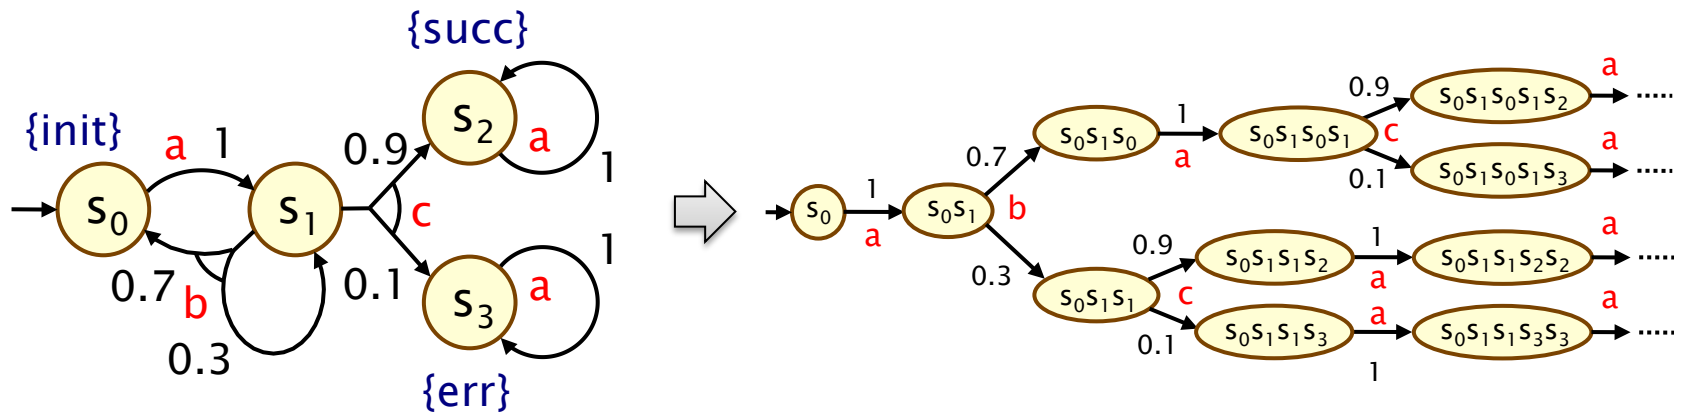 {succ}
{init}
{err}
s₀
s₁
s₂
s₃
a
1
0.9
c
0.1
0.7
b
0.3
a
1
a
1
s₀
1
a
s₀s₁
0.7
b
0.3
s₀s₁s₀
1
a
s₀s₁s₀s₁
0.9
c
0.1
s₀s₁s₀s₁s₂
a
.....
s₀s₁s₀s₁s₃
a
.....
s₀s₁s₁
0.9
c
0.1
s₀s₁s₁s₂
1
a
s₀s₁s₁s₂s₂
a
.....
s₀s₁s₁s₃
a
1
s₀s₁s₁s₃s₃
a
.....